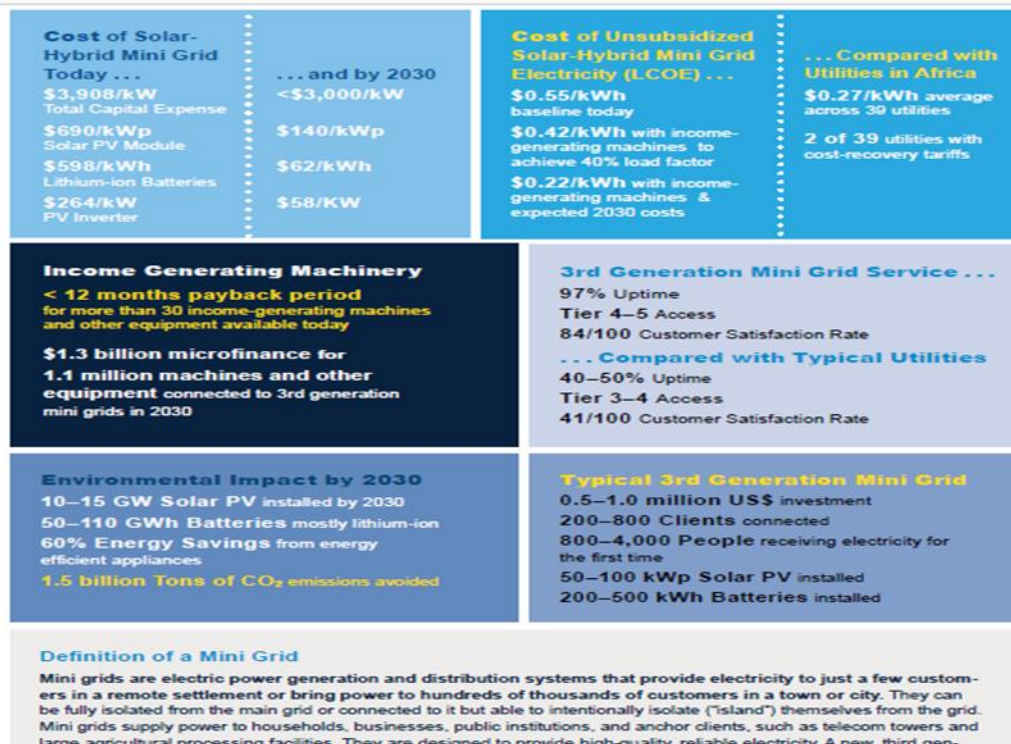 Cost of Solar-
Hybrid Mini Grid
Today ...
$3,908/kW
Total Capital Expense
$690/kWp
Solar PV Module
$598/kWh
Lithium-ion Batteries
$264/kW
PV Inverter
...and by 2030
<$3,000/kW
$140/kWp
$62/kWh
$58/KW
Cost of Unsubsidized
Solar-Hybrid Mini Grid
Electricity (LCOE) ...
$0.55/kWh
baseline today
$0.42/kWh with income-
generating machines to
achieve 40% load factor
$0.22/kWh with income-
generating machines &
expected 2030 costs
...Compared with
Utilities in Africa
$0.27/kWh average
across 39 utilities
2 of 39 utilities with
cost-recovery tariffs
Income Generating Machinery
< 12 months payback period
for more than 30 income-generating machines
and other equipment available today
$1.3 billion microfinance for
1.1 million machines and other
equipment connected to 3rd generation
mini grids in 2030
3rd Generation Mini Grid Service ...
97% Uptime
Tier 4–5 Access
84/100 Customer Satisfaction Rate
...Compared with Typical Utilities
40–50% Uptime
Tier 3–4 Access
41/100 Customer Satisfaction Rate
Environmental Impact by 2030
10–15 GW Solar PV installed by 2030
50–110 GWh Batteries mostly lithium-ion
60% Energy Savings from energy
efficient appliances
1.5 billion Tons of CO₂ emissions avoided
Typical 3rd Generation Mini Grid
0.5–1.0 million US$ investment
200–800 Clients connected
800–4,000 People receiving electricity for
the first time
50–100 kWp Solar PV installed
200–500 kWh Batteries installed
Definition of a Mini Grid
Mini grids are electric power generation and distribution systems that provide electricity to just a few custom-
ers in a remote settlement or bring power to hundreds of thousands of customers in a town or city. They can
be fully isolated from the main grid or connected to it but able to intentionally isolate ("island") themselves from the grid.
Mini grids supply power to households, businesses, public institutions, and anchor clients, such as telecom towers and
large agricultural processing facilities. They are designed to provide high-quality, reliable electricity. A new, third gen-